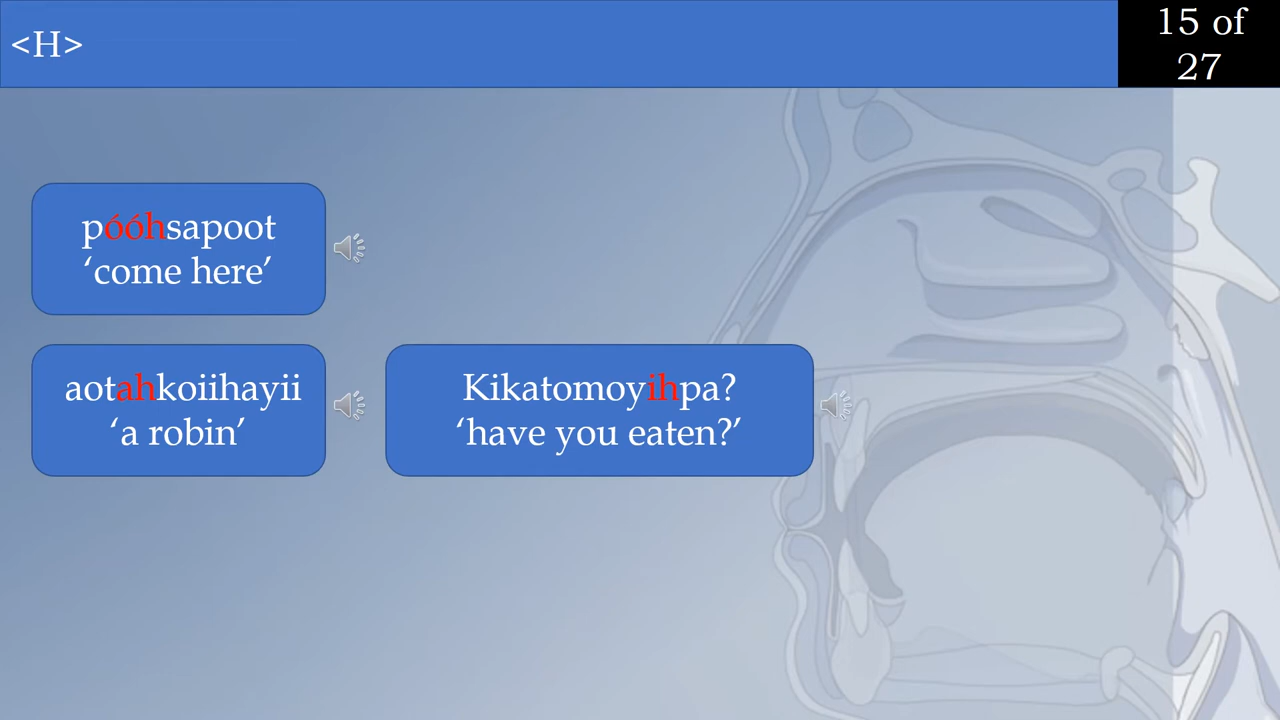 <H>
15 of
27
póóhsapoot
‘come here’
aotahkoiihayii
‘a robin’
Kikatomoyihpa?
‘have you eaten?’